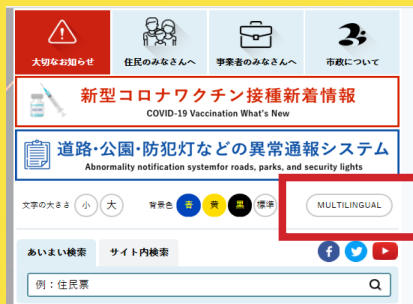 大切なお知らせ
住民のみなさんへ
事業者のみなさんへ
市政について
新型コロナワクチン接種新着情報
COVID-19 Vaccination What's New
道路・公園・防犯灯などの異常通報システム
Abnormality notification systemfor roads, parks, and security lights
文字の大きさ 小 大 背景色 青 黄 黒 標準 MULTILINGUAL
あいまい検索 サイト内検索
例：住民票